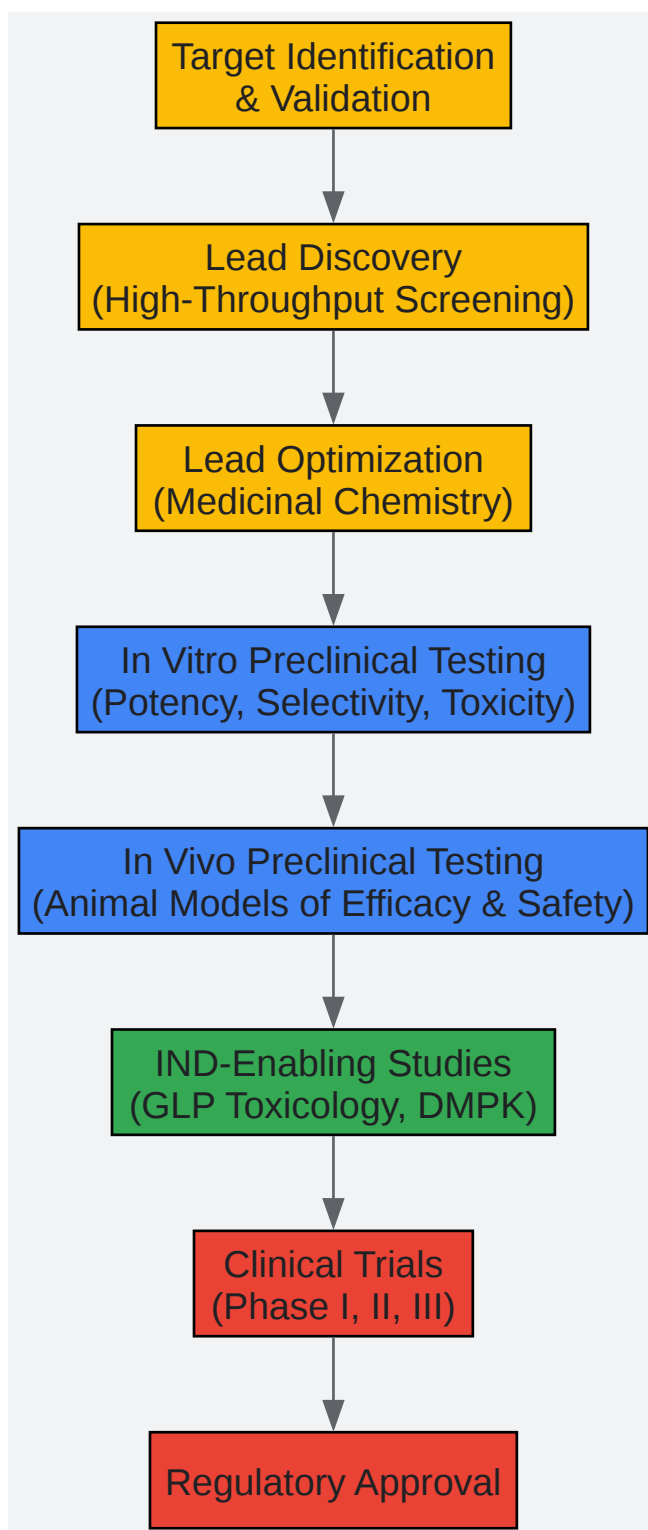 Target Identification
& Validation
Lead Discovery
(High-Throughput Screening)
Lead Optimization
(Medicinal Chemistry)
In Vitro Preclinical Testing
(Potency, Selectivity, Toxicity)
In Vivo Preclinical Testing
(Animal Models of Efficacy & Safety)
IND-Enabling Studies
(GLP Toxicology, DMPK)
Clinical Trials
(Phase I, II, III)
Regulatory Approval